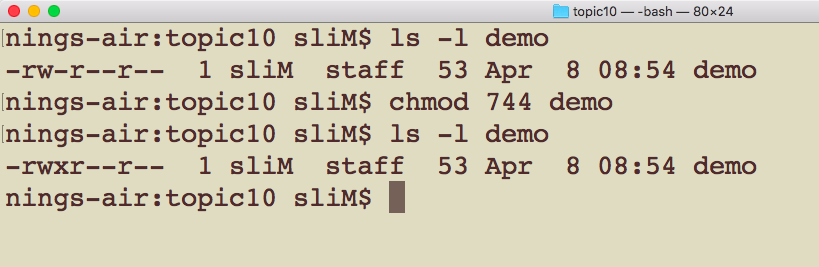 topic10 — -bash — 80×24
nings-air:topic10 sliM$ ls -l demo
-rw-r--r--  1 sliM  staff  53 Apr  8 08:54 demo
nings-air:topic10 sliM$ chmod 744 demo
nings-air:topic10 sliM$ ls -l demo
-rwxr--r--  1 sliM  staff  53 Apr  8 08:54 demo
nings-air:topic10 sliM$